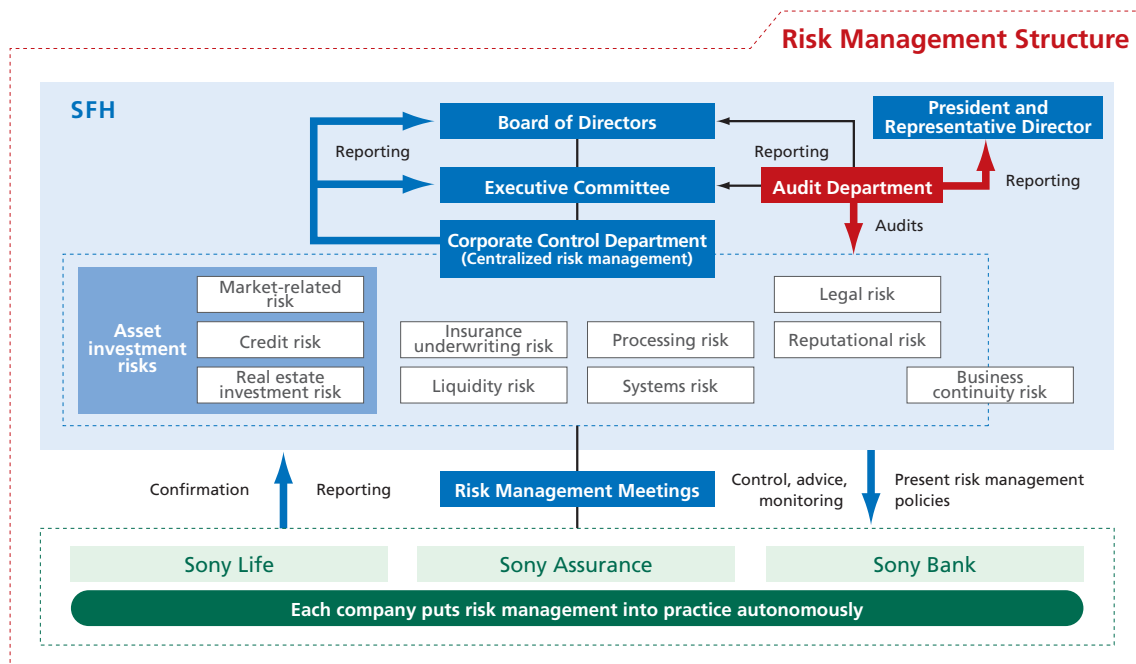 Risk Management Structure
SFH
Board of Directors
President and
Representative Director
Reporting
Reporting
Executive Committee
Audit Department
Reporting
Corporate Control Department
(Centralized risk management)
Audits
Asset
investment
risks
Market-related
risk
Credit risk
Real estate
investment risk
Insurance
underwriting risk
Liquidity risk
Processing risk
Systems risk
Legal risk
Reputational risk
Business
continuity risk
Confirmation
Reporting
Risk Management Meetings
Control, advice,
monitoring
Present risk management
policies
Sony Life
Sony Assurance
Sony Bank
Each company puts risk management into practice autonomously